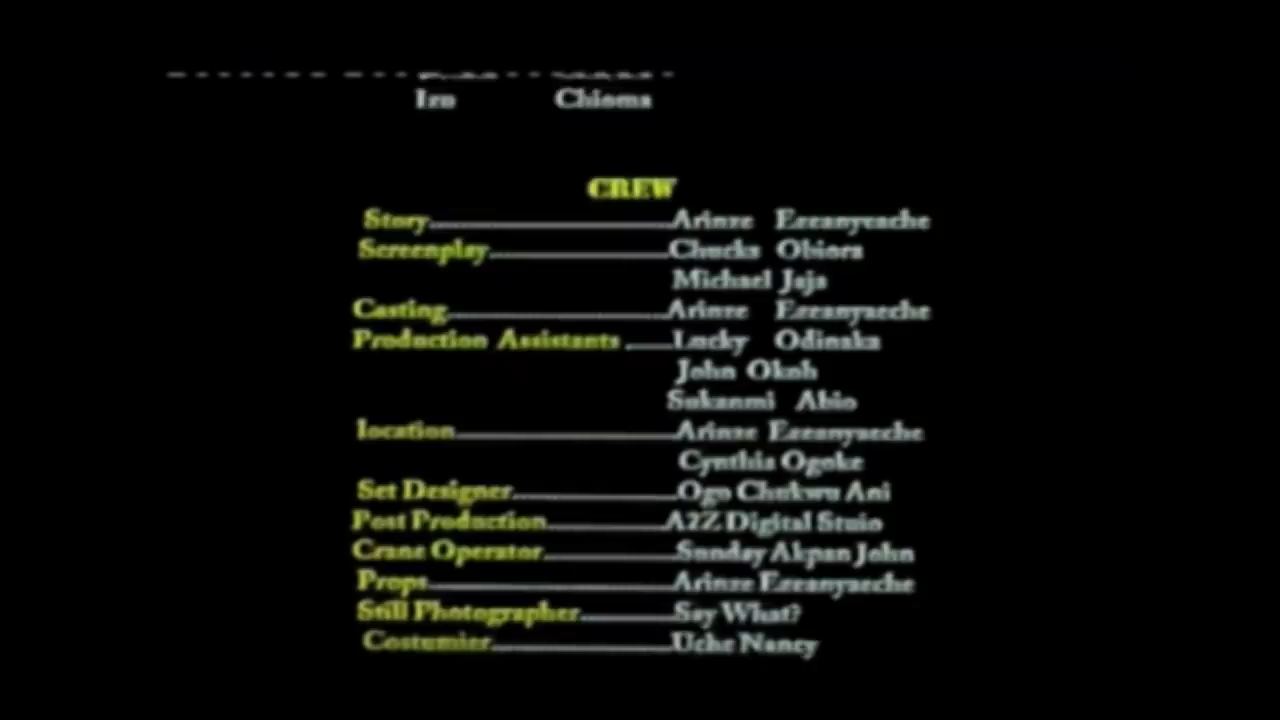 Iro Chioma
CREW
Story Arinze Ezeanyeache
Screenplay Chucks Obiora
Michael Jaja
Casting Arinze Ezeanyaeche
Production Assistants Lucky Odinaka
John Okoh
Sukanmi Abio
location Arinze Ezeanyaeche
Cynthia Ogoke
Set Designer Ogo Chukwu Ani
Post Production A2Z Digital Stuio
Crane Operator Sunday Akpan John
Props Arinze Ezeanyaeche
Still Photographer Say What?
Costumier Uche Nancy